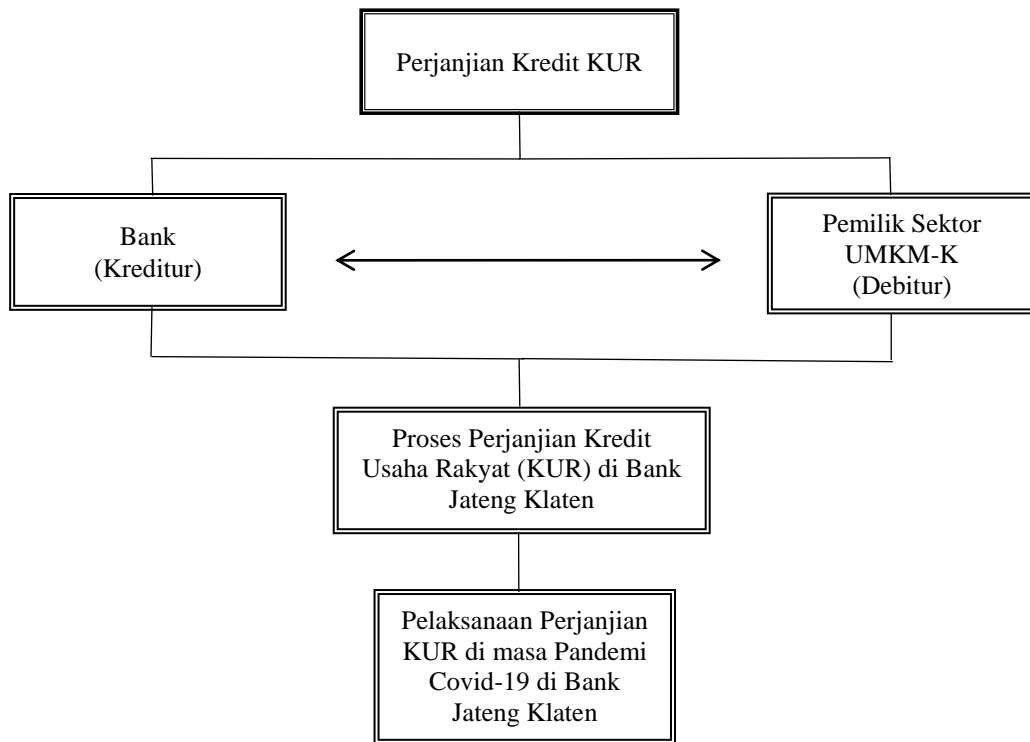 Perjanjian Kredit KUR
Bank
(Kreditur)
Pemilik Sektor
UMKM-K
(Debitur)
Proses Perjanjian Kredit
Usaha Rakyat (KUR) di Bank
Jateng Klaten
Pelaksanaan Perjanjian
KUR di masa Pandemi
Covid-19 di Bank
Jateng Klaten